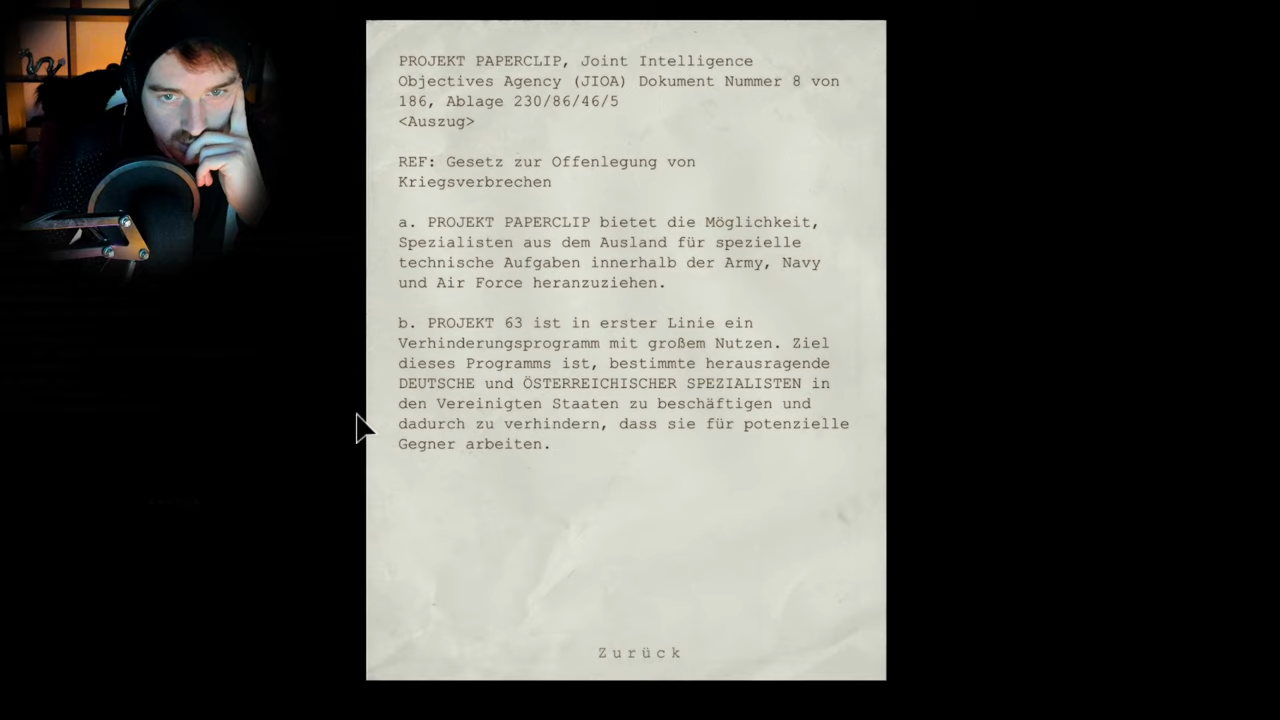 PROJEKT PAPERCLIP, Joint Intelligence
Objectives Agency (JIOA) Dokument Nummer 8 von
186, Ablage 230/86/46/5
<Auszug>
REF: Gesetz zur Offenlegung von
Kriegsverbrechen
a. PROJEKT PAPERCLIP bietet die Möglichkeit,
Spezialisten aus dem Ausland für spezielle
technische Aufgaben innerhalb der Army, Navy
und Air Force heranzuziehen.
b. PROJEKT 63 ist in erster Linie ein
Verhinderungsprogramm mit großem Nutzen. Ziel
dieses Programms ist, bestimmte herausragende
DEUTSCHE und ÖSTERREICHISCHER SPEZIALISTEN in
den Vereinigten Staaten zu beschäftigen und
dadurch zu verhindern, dass sie für potenzielle
Gegner arbeiten.
Zurück